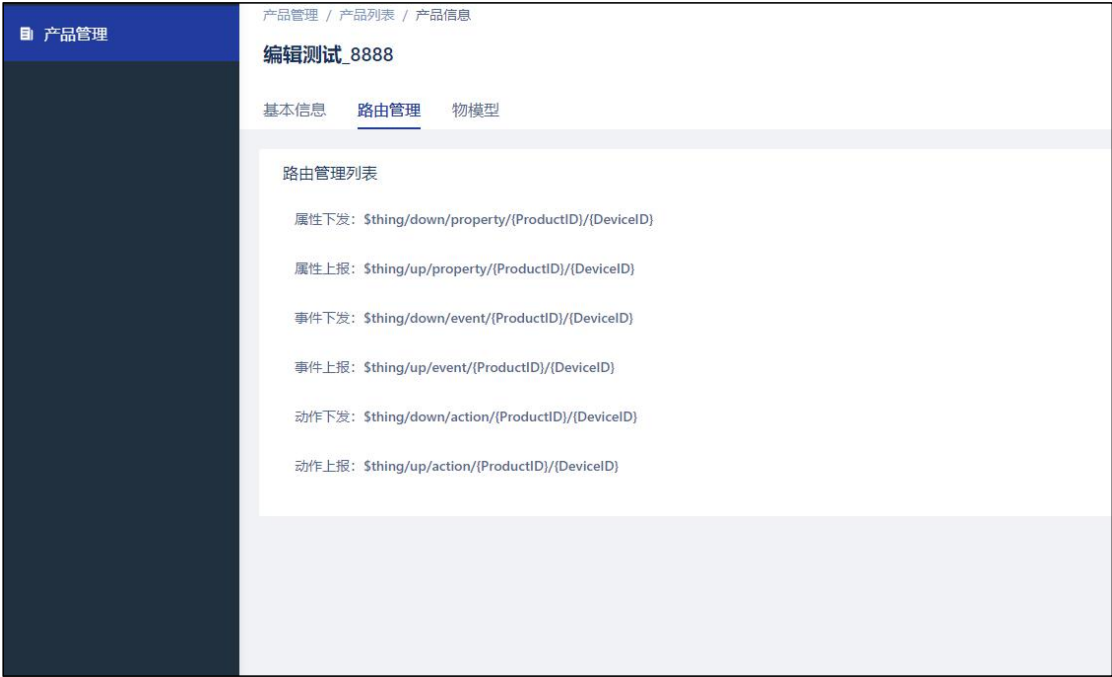 产品管理
产品管理 / 产品列表 / 产品信息
编辑测试_8888
基本信息 路由管理 物模型
路由管理列表
属性下发：$thing/down/property/{ProductID}/{DeviceID}
属性上报：$thing/up/property/{ProductID}/{DeviceID}
事件下发：$thing/down/event/{ProductID}/{DeviceID}
事件上报：$thing/up/event/{ProductID}/{DeviceID}
动作下发：$thing/down/action/{ProductID}/{DeviceID}
动作上报：$thing/up/action/{ProductID}/{DeviceID}